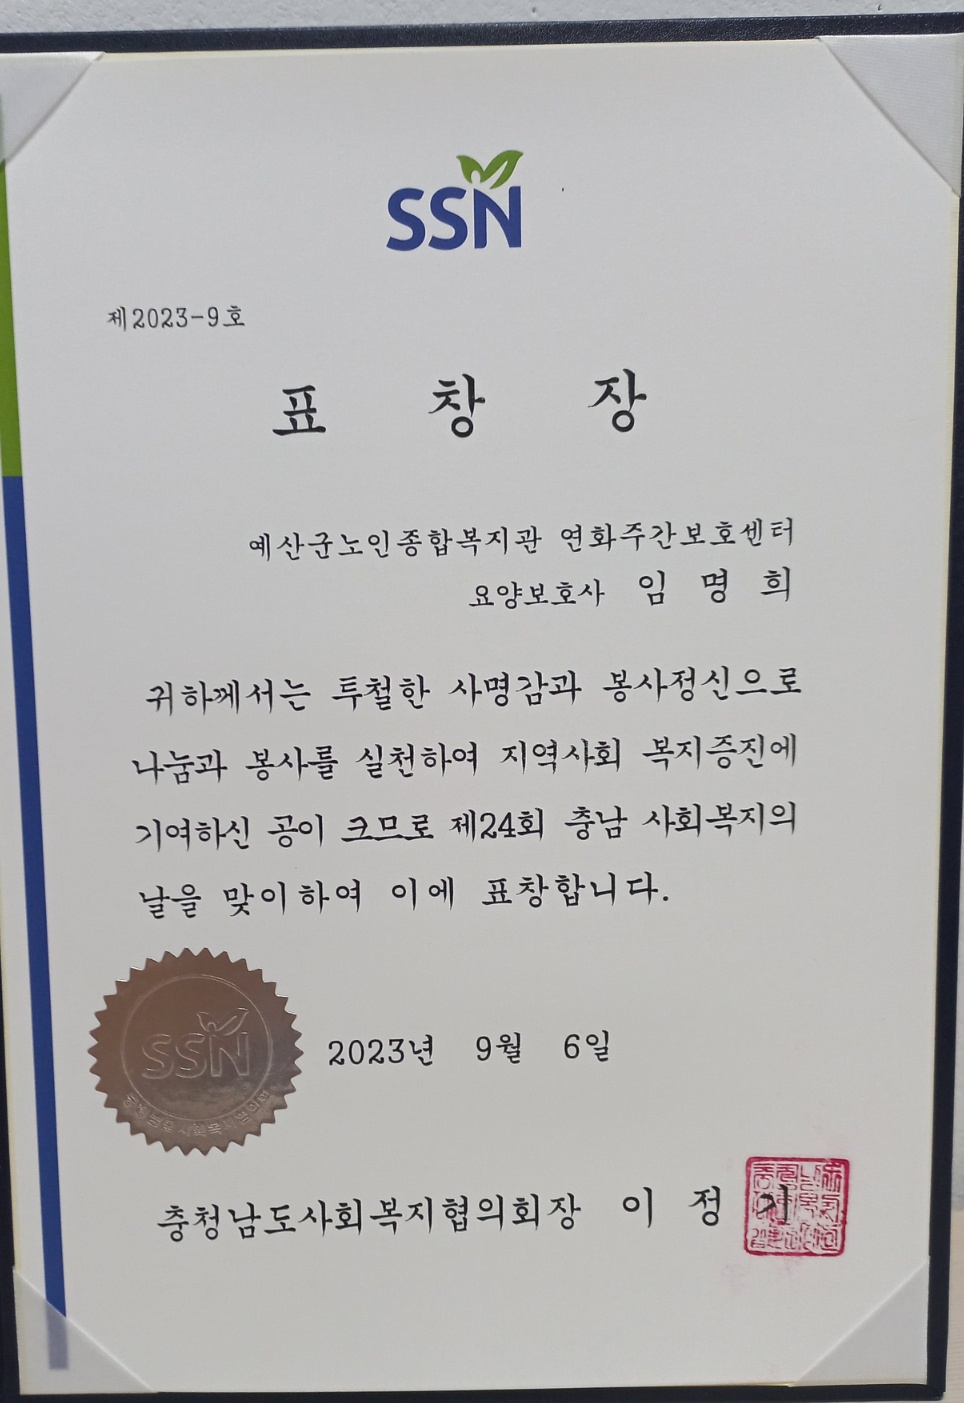 SSN
제2023-9호
표 창 장
예산군노인종합복지관 연화주간보호센터
요양보호사 임 명 희
귀하께서는 투철한 사명감과 봉사정신으로
나눔과 봉사를 실천하여 지역사회 복지증진에
기여하신 공이 크므로 제24회 충남 사회복지의
날을 맞이하여 이에 표창합니다.
SSN
2023년 9월 6일
충청남도사회복지협의회장 이 정 기